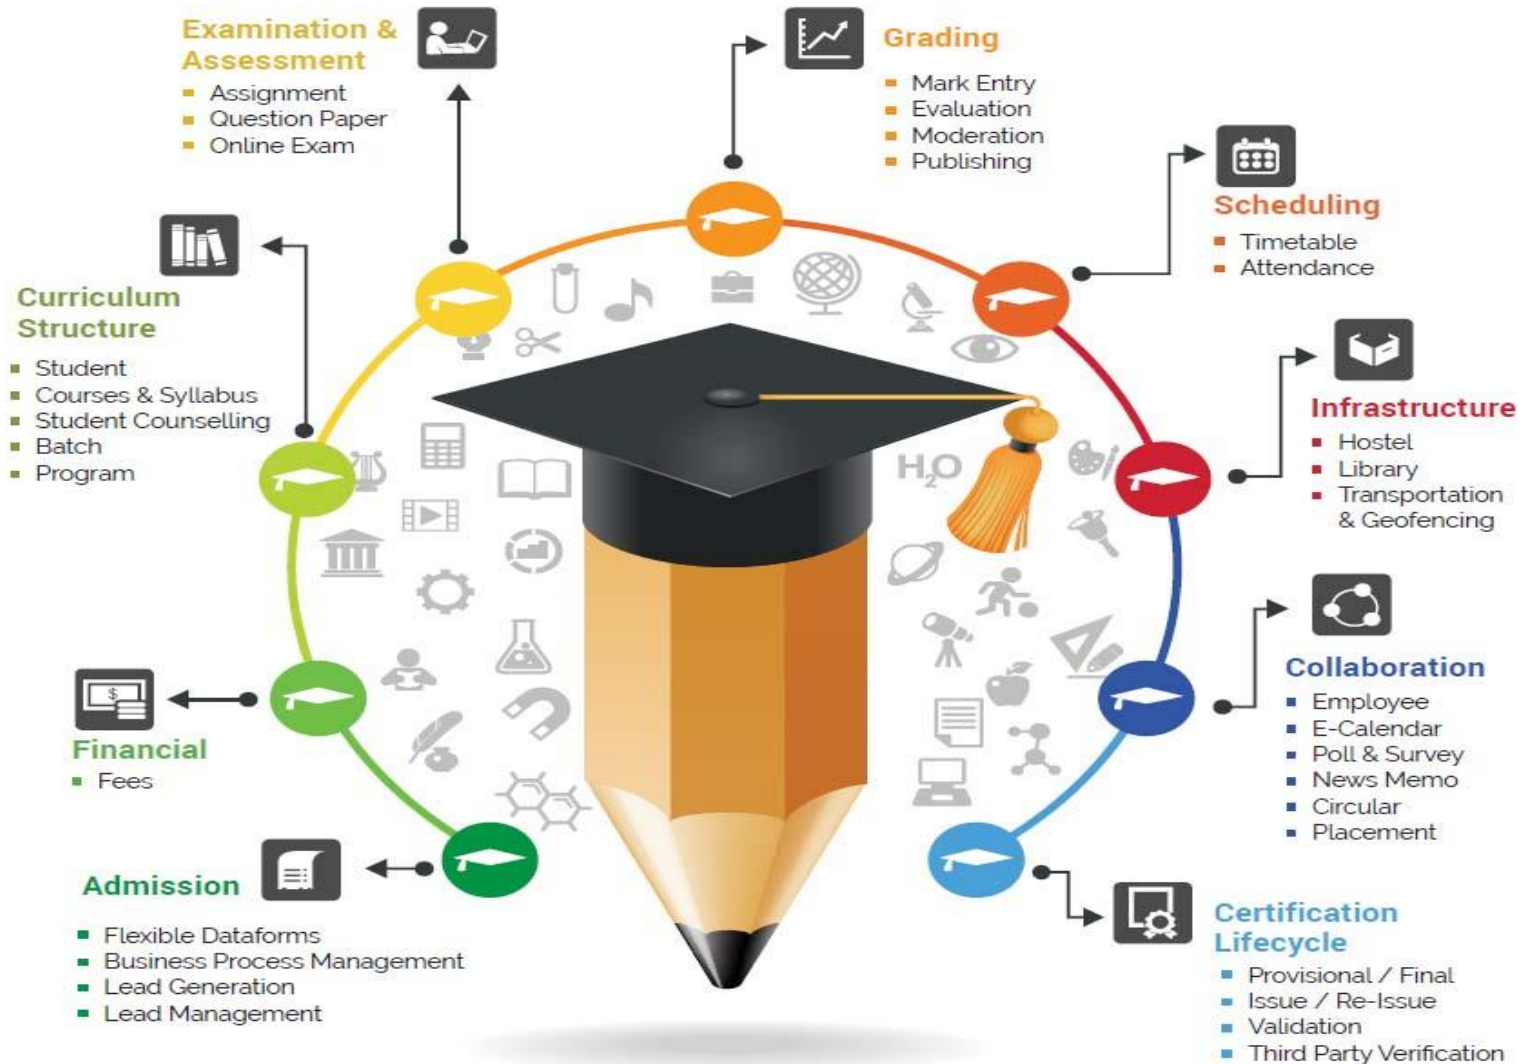 Examination &
Assessment
Assignment
Question Paper
Online Exam
Grading
Mark Entry
Evaluation
Moderation
Publishing
Scheduling
Timetable
Attendance
Curriculum
Structure
Student
Courses & Syllabus
Student Counselling
Batch
Program
Infrastructure
Hostel
Library
Transportation
& Geofencing
H₂O
Collaboration
Employee
E-Calendar
Poll & Survey
News Memo
Circular
Placement
$
Financial
Fees
Admission
Flexible Dataforms
Business Process Management
Lead Generation
Lead Management
Certification
Lifecycle
Provisional / Final
Issue / Re-Issue
Validation
Third Party Verification